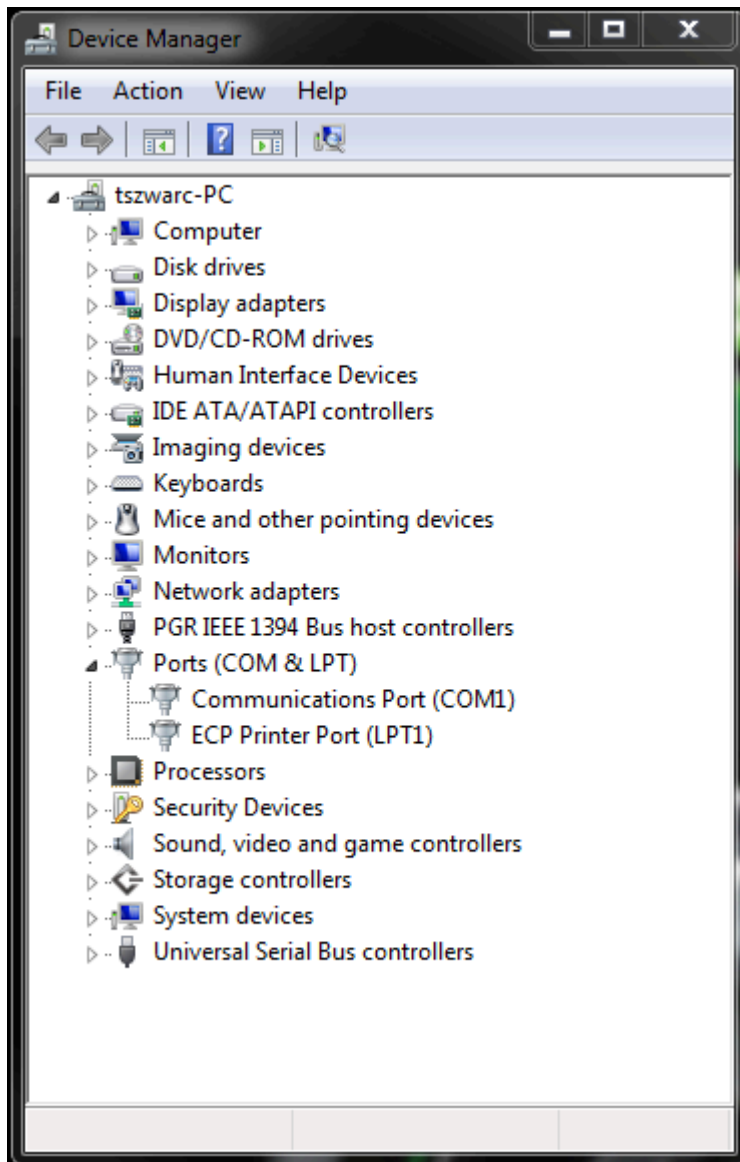 Device Manager
File Action View Help
tszwarc-PC
Computer
Disk drives
Display adapters
DVD/CD-ROM drives
Human Interface Devices
IDE ATA/ATAPI controllers
Imaging devices
Keyboards
Mice and other pointing devices
Monitors
Network adapters
PGR IEEE 1394 Bus host controllers
Ports (COM & LPT)
Communications Port (COM1)
ECP Printer Port (LPT1)
Processors
Security Devices
Sound, video and game controllers
Storage controllers
System devices
Universal Serial Bus controllers